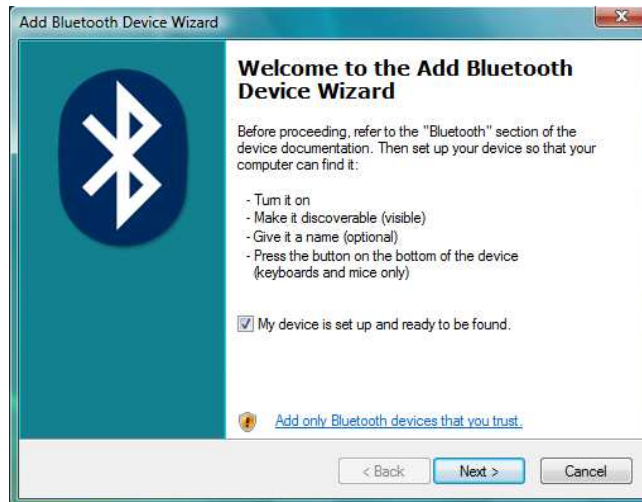 Add Bluetooth Device Wizard
Welcome to the Add Bluetooth
Device Wizard
Before proceeding, refer to the "Bluetooth" section of the
device documentation. Then set up your device so that your
computer can find it:
- Turn it on
- Make it discoverable (visible)
- Give it a name (optional)
- Press the button on the bottom of the device
(keyboards and mice only)
My device is set up and ready to be found.
Add only Bluetooth devices that you trust.
< Back Next > Cancel